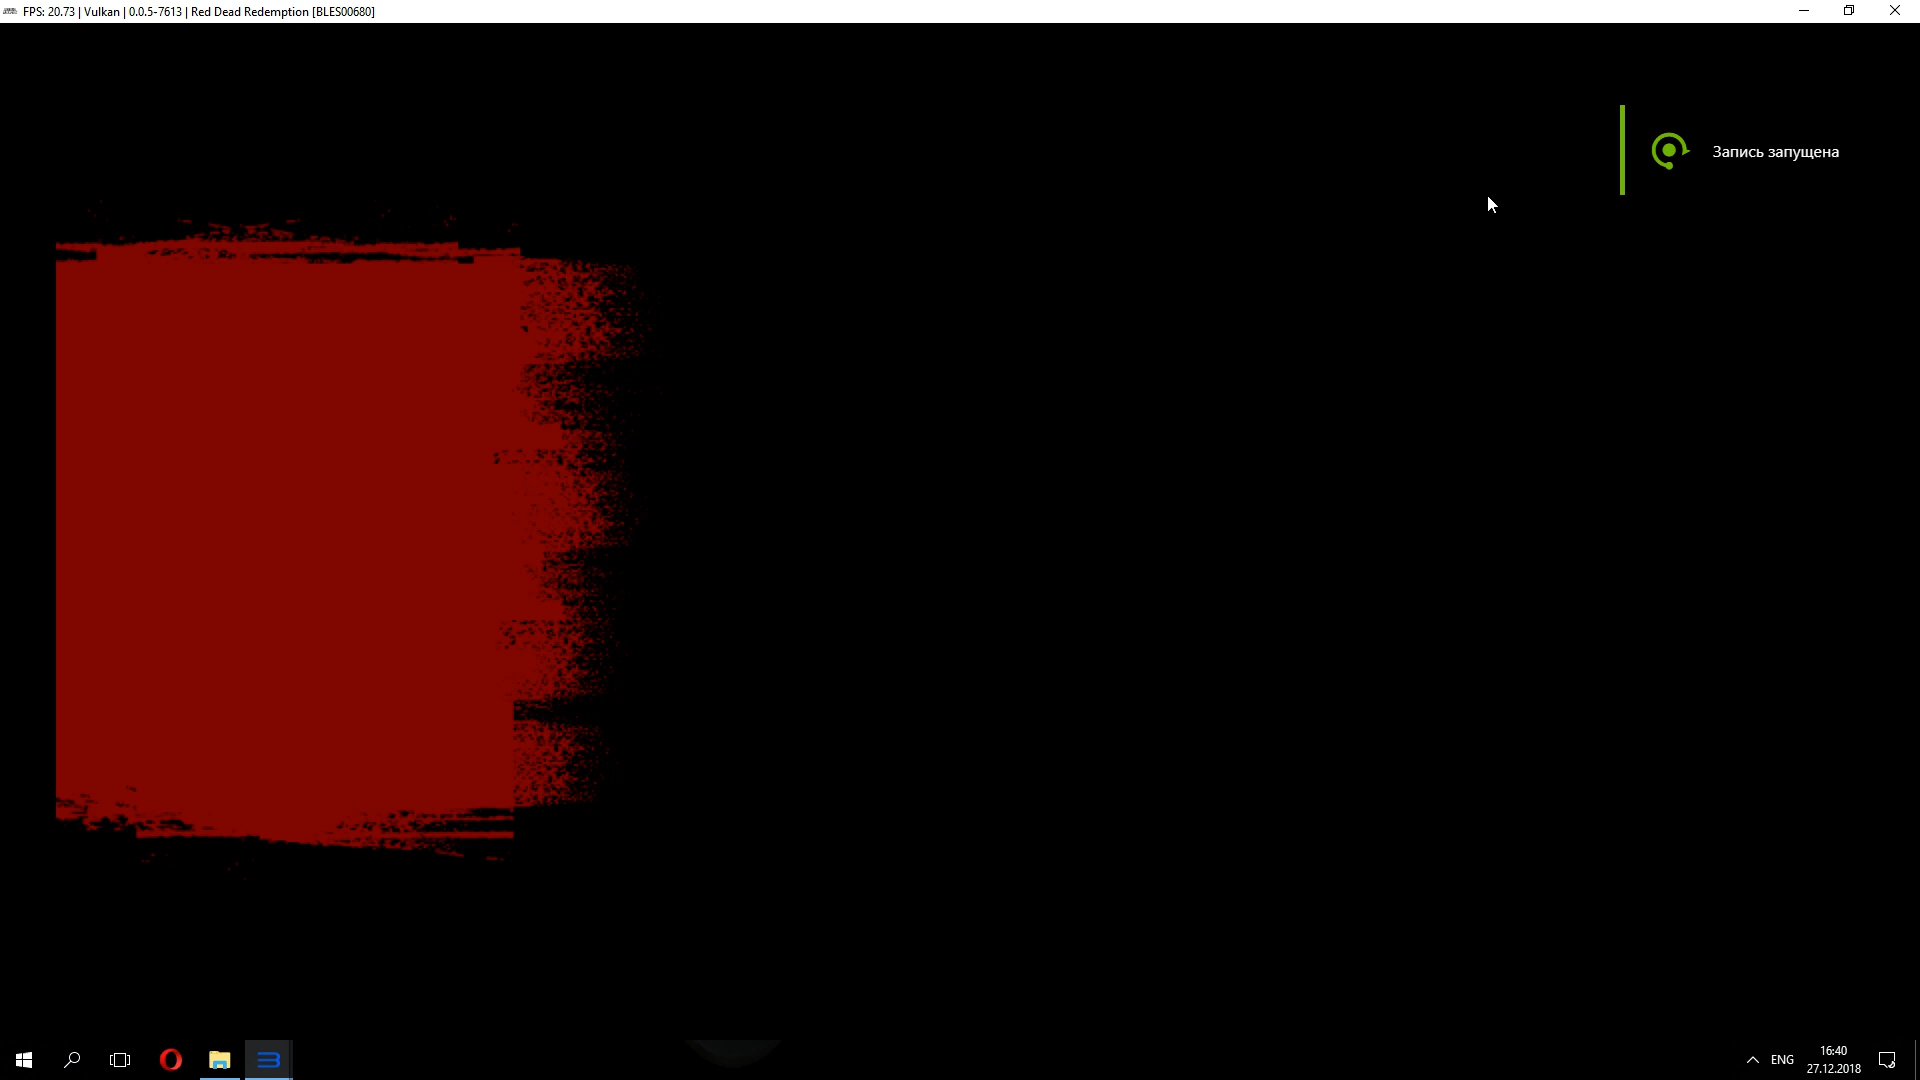 FPS: 20.73 | Vulkan | 0.0.5-7613 | Red Dead Redemption [BLES00680]
Запись запущена
ENG
16:40
27.12.2018